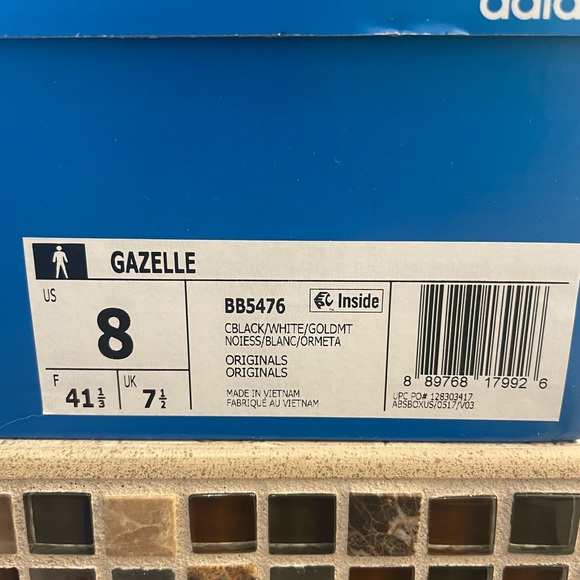 adida
GAZELLE
US
8
F 41 1/3
UK 7 1/2
BB5476
Inside
CBLACK/WHITE/GOLDMT
NOIESS/BLANC/ORMETA
ORIGINALS
ORIGINALS
MADE IN VIETNAM
FABRIQUÉ AU VIETNAM
8 89768 17992 6
UPC PO# 128303417
ABSBOXUS/0517/V03